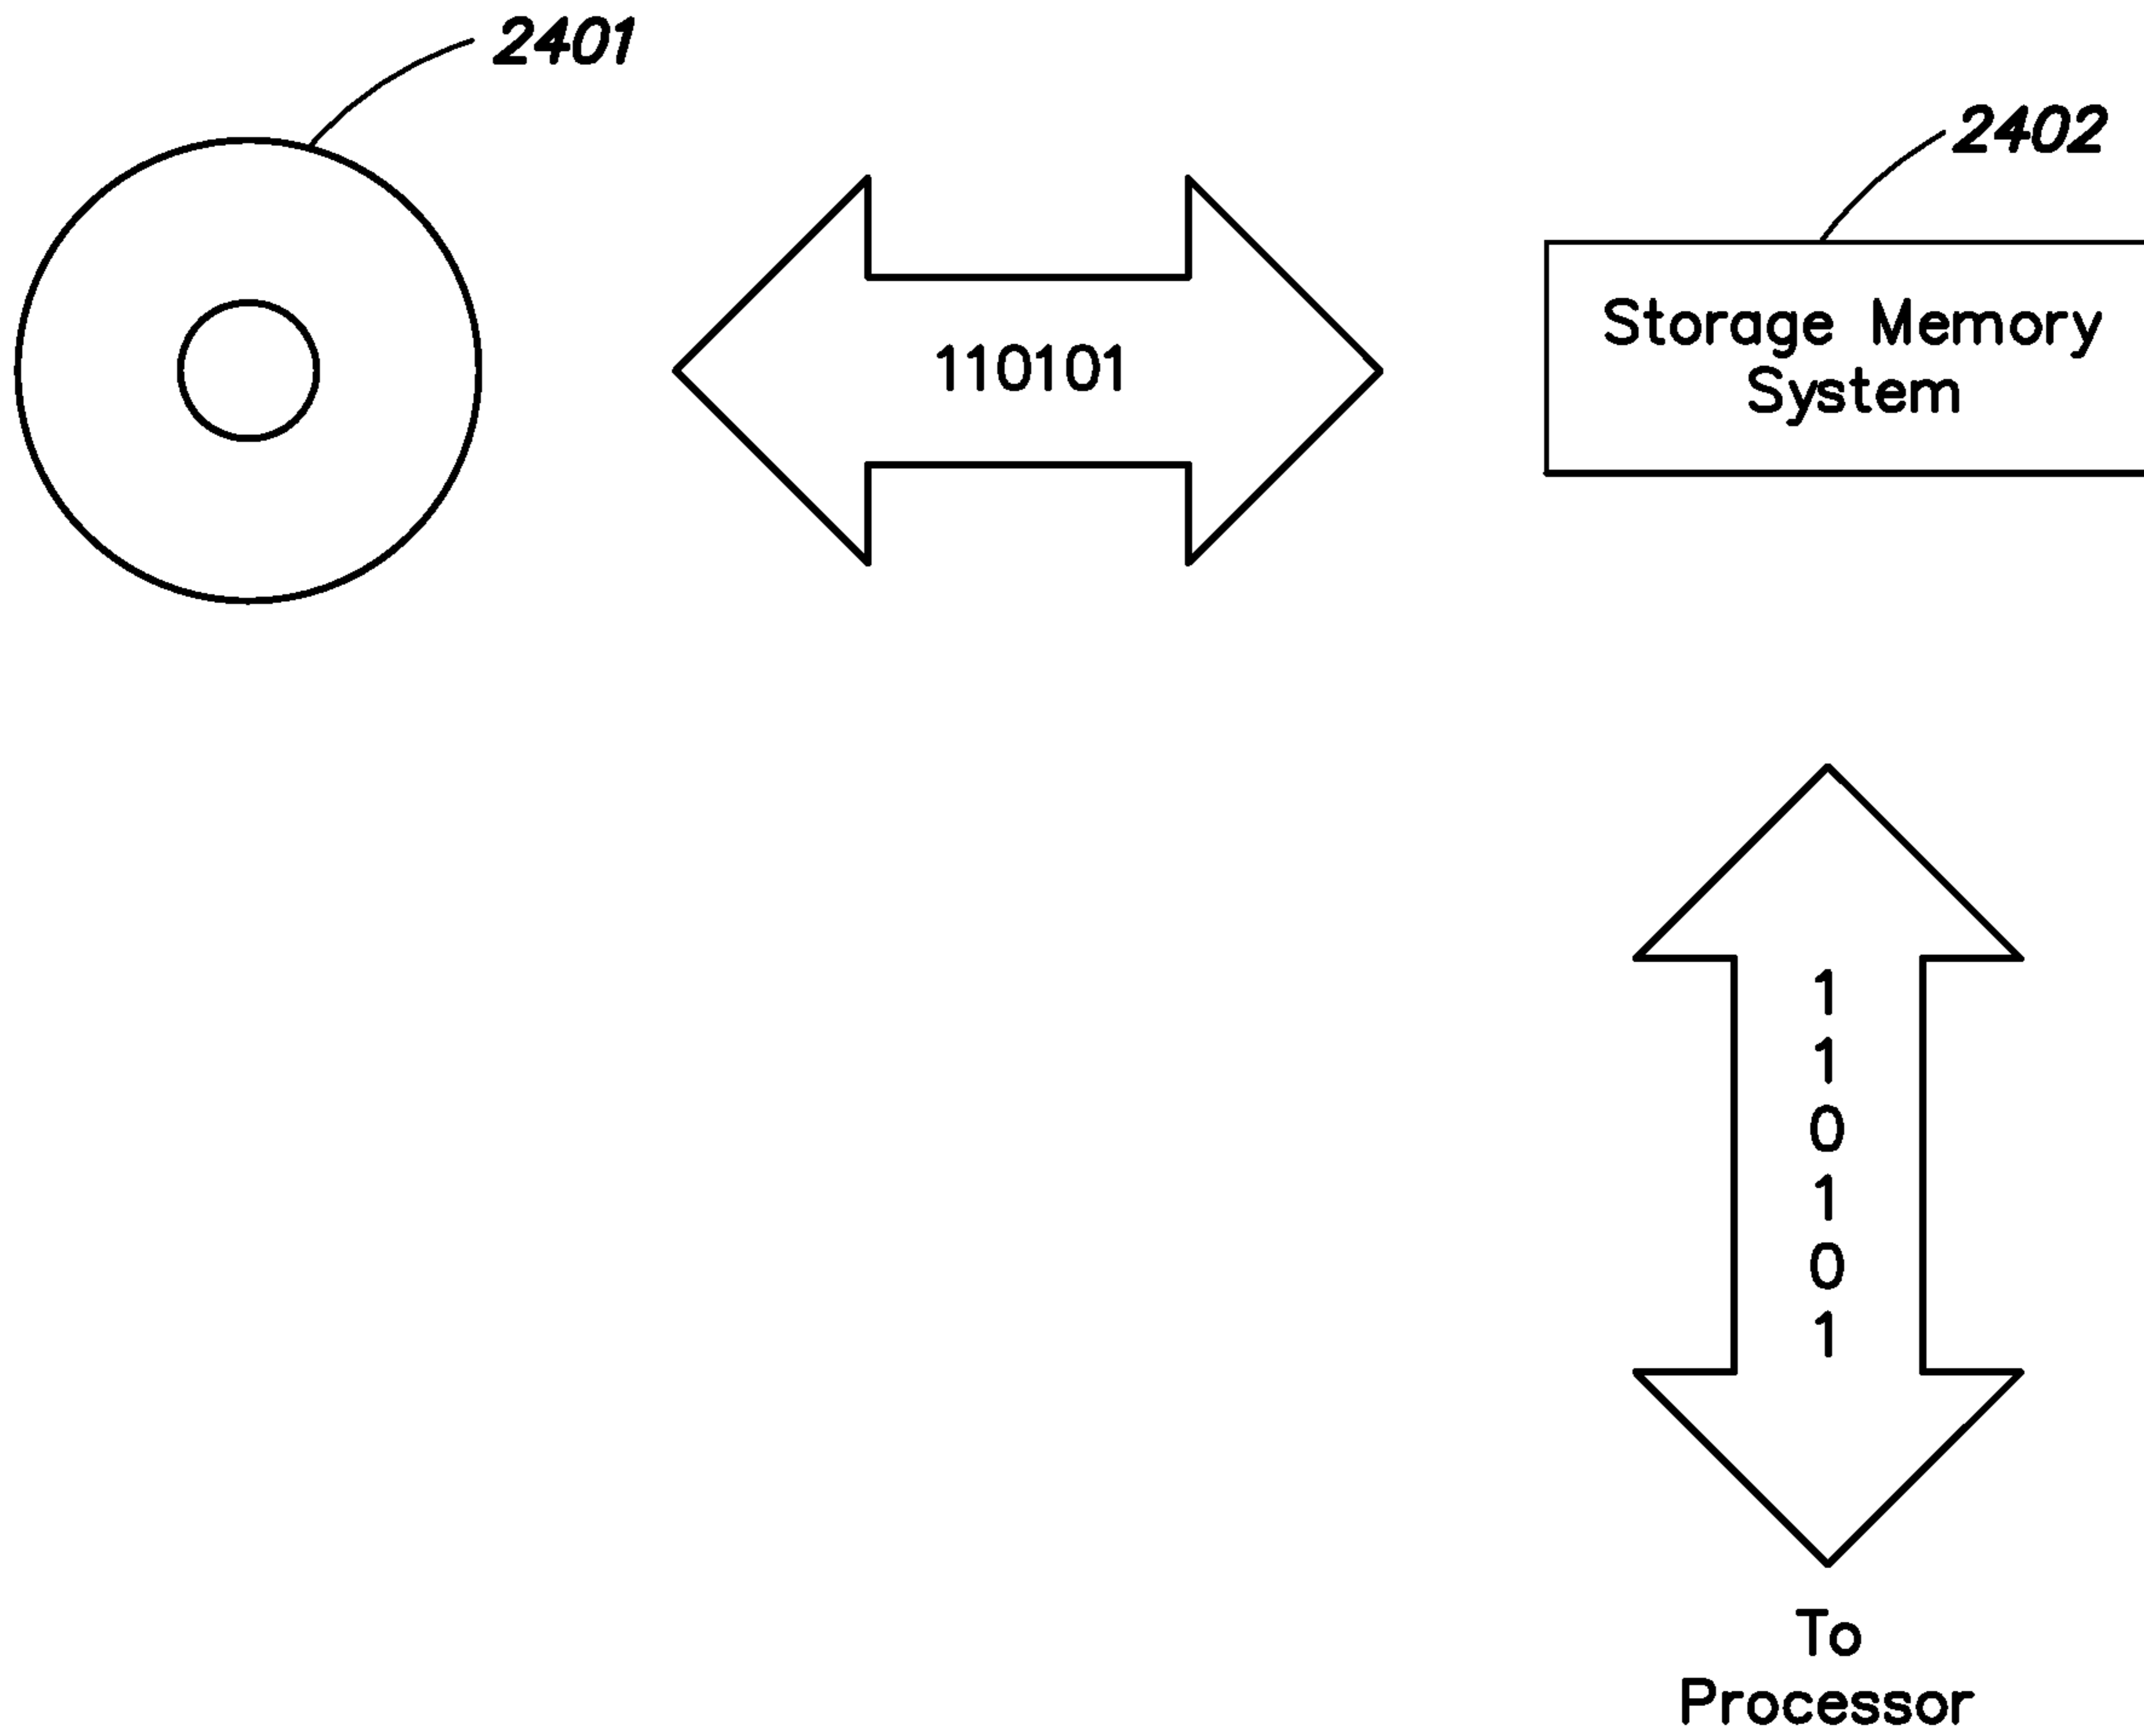 2401
2402
110101
Storage Memory
System
1
1
0
1
0
1
To
Processor